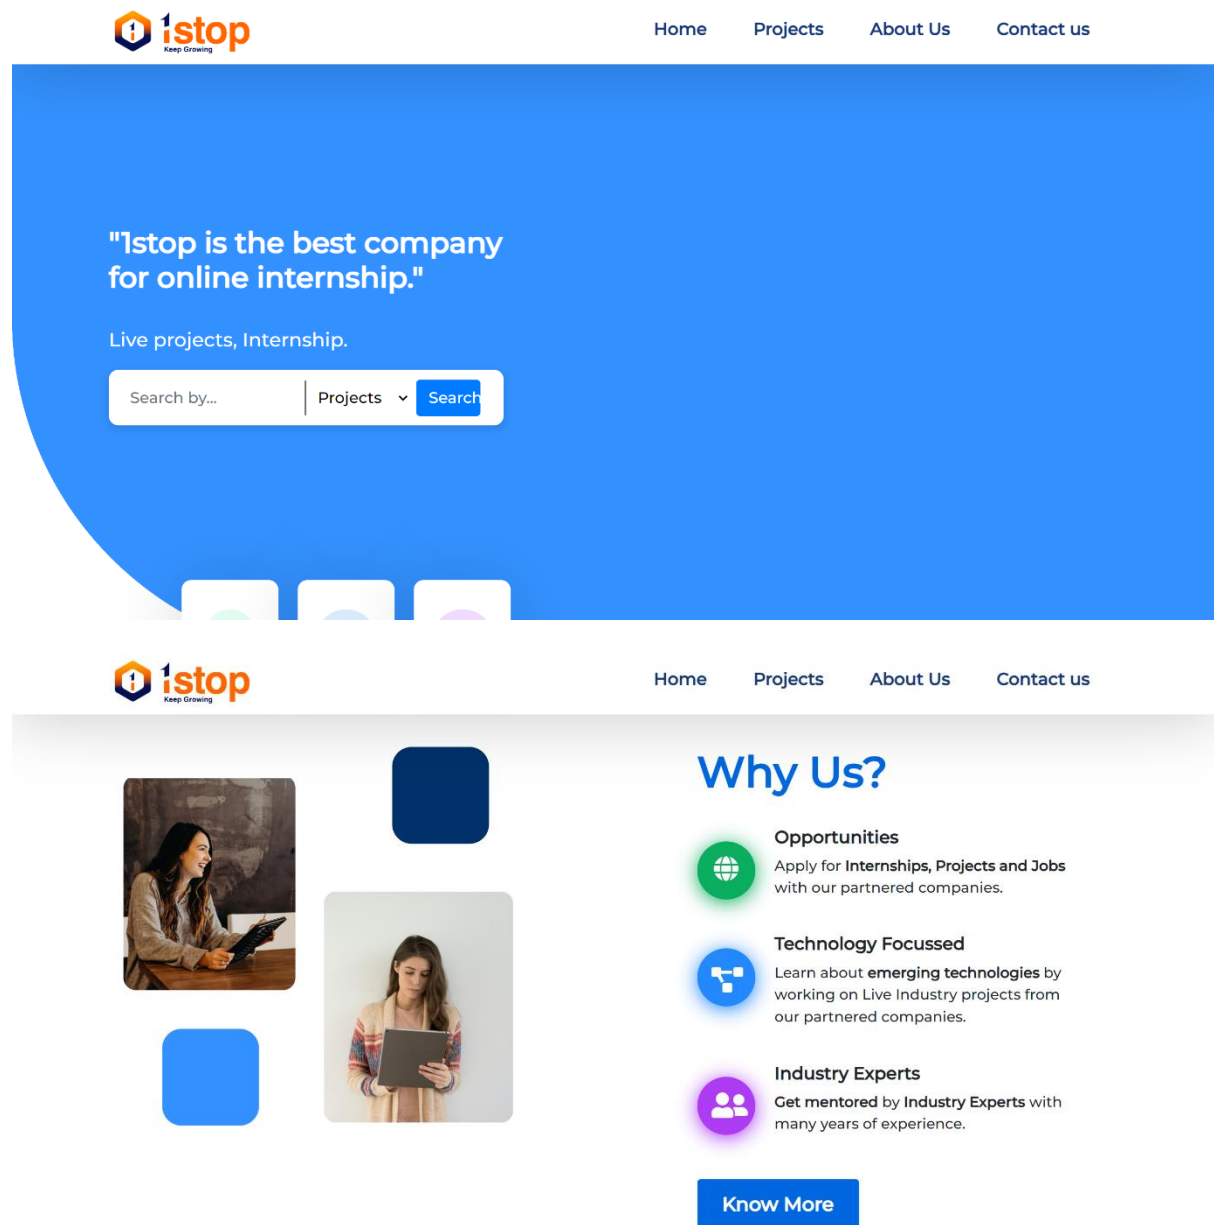 1stop
Keep Growing
Home Projects About Us Contact us
"1stop is the best company
for online internship."
Live projects, Internship.
Search by... Projects Search
1stop
Keep Growing
Home Projects About Us Contact us
Why Us?
Opportunities
Apply for Internships, Projects and Jobs
with our partnered companies.
Technology Focussed
Learn about emerging technologies by
working on Live Industry projects from
our partnered companies.
Industry Experts
Get mentored by Industry Experts with
many years of experience.
Know More